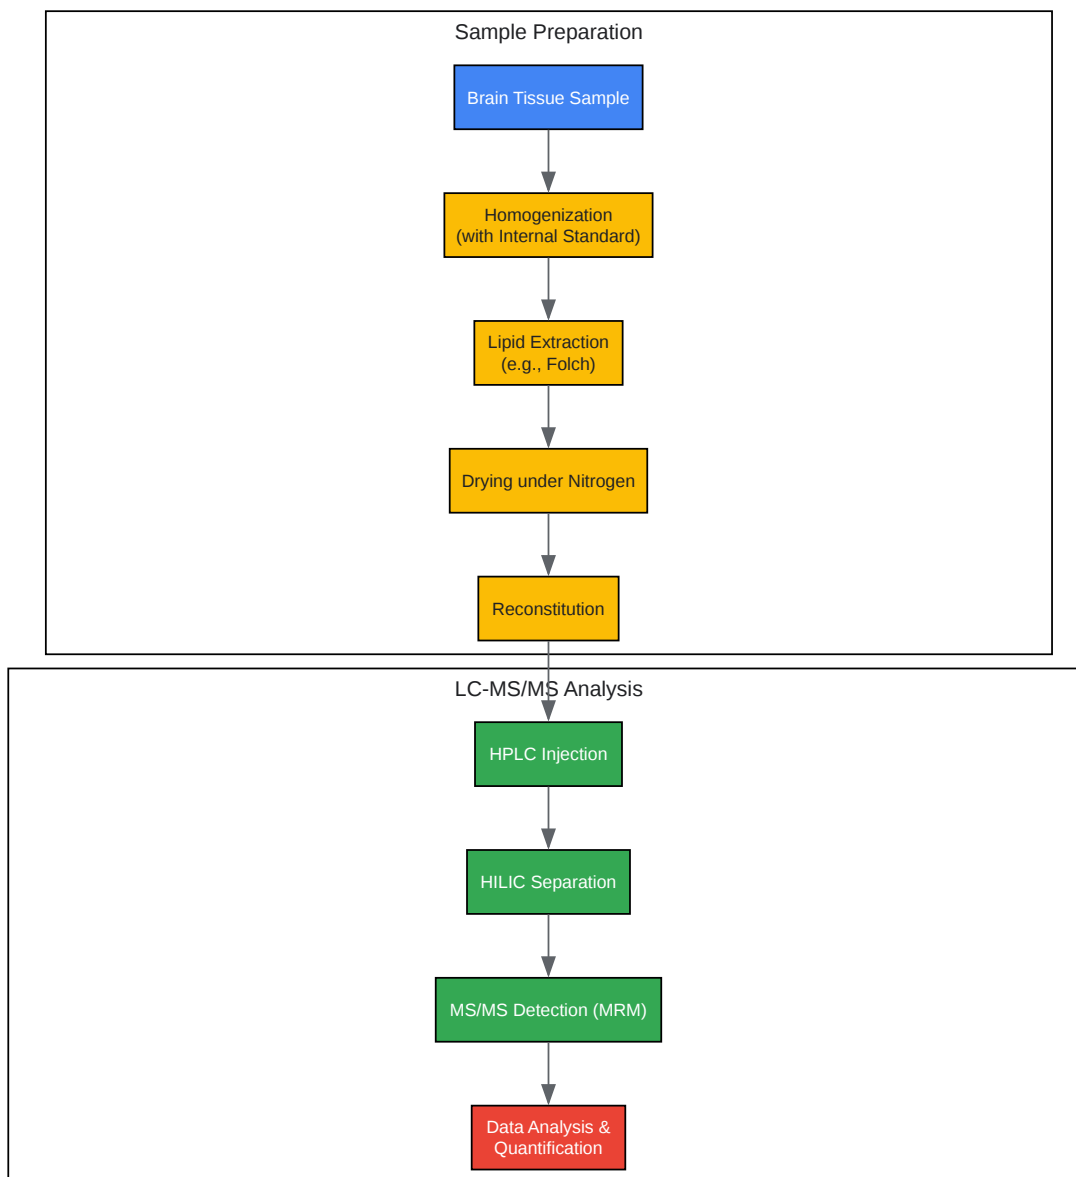 Sample Preparation
Brain Tissue Sample
Homogenization
(with Internal Standard)
Lipid Extraction
(e.g., Folch)
Drying under Nitrogen
Reconstitution
LC-MS/MS Analysis
HPLC Injection
HILIC Separation
MS/MS Detection (MRM)
Data Analysis &
Quantification